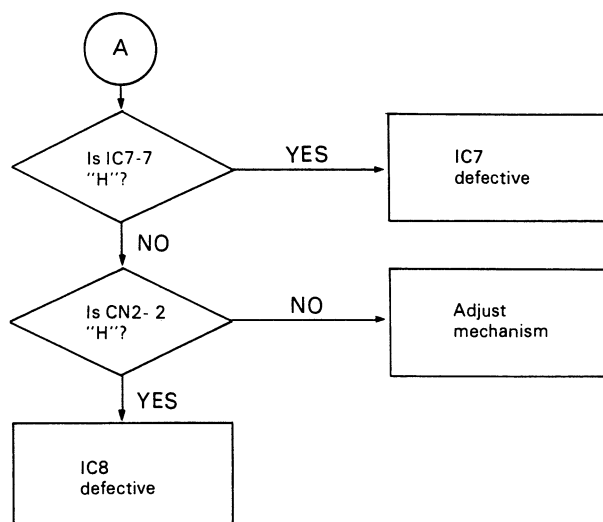 A
Is IC7-7
"H"?
YES
IC7
defective
NO
Is CN2- 2
"H"?
NO
Adjust
mechanism
YES
IC8
defective